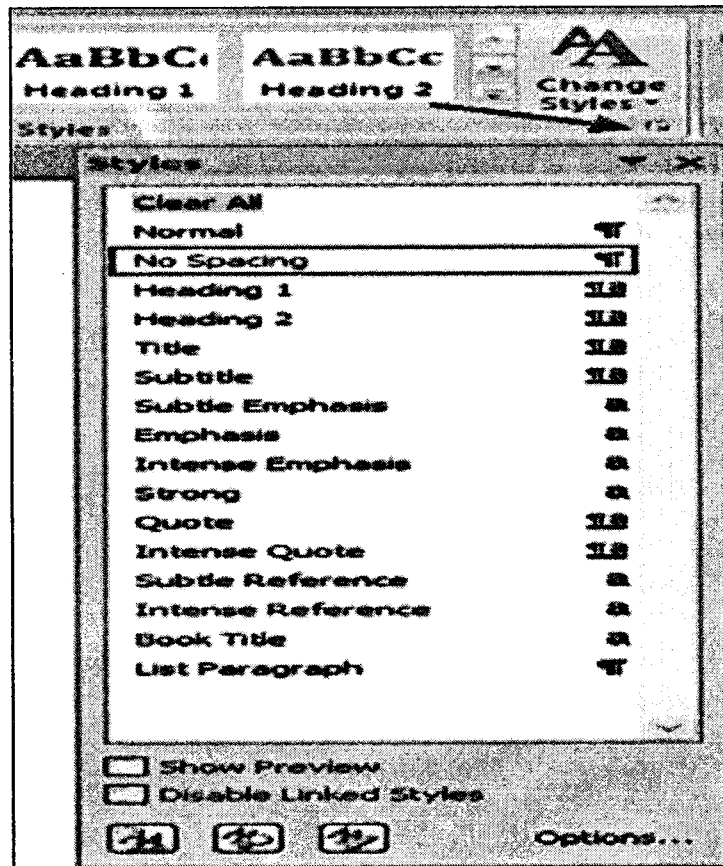 AaBbC AaBbCc
Heading 1 Heading 2 Change Styles
Styles
Styles
Clear All
Normal ¶
No Spacing ¶
Heading 1 ¶a
Heading 2 ¶a
Title ¶a
Subtitle ¶a
Subtle Emphasis a
Emphasis a
Intense Emphasis a
Strong a
Quote ¶a
Intense Quote ¶a
Subtle Reference a
Intense Reference a
Book Title a
List Paragraph ¶
Show Preview
Disable Linked Styles
Options...